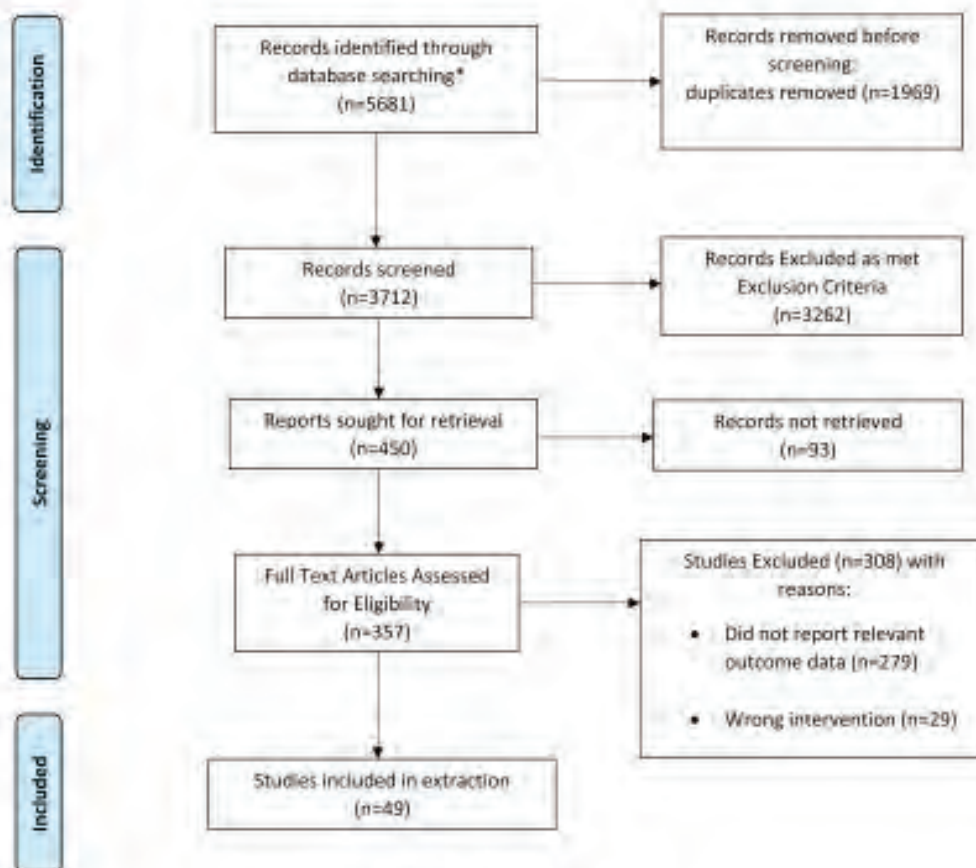 Identification
Records identified through
database searching*
(n=5681)
Records removed before
screening:
duplicates removed (n=1969)
Screening
Records screened
(n=3712)
Records Excluded as met
Exclusion Criteria
(n=3262)
Reports sought for retrieval
(n=450)
Records not retrieved
(n=93)
Full Text Articles Assessed
for Eligibility
(n=357)
Studies Excluded (n=308) with
reasons:
• Did not report relevant
outcome data (n=279)
• Wrong intervention (n=29)
Included
Studies included in extraction
(n=49)